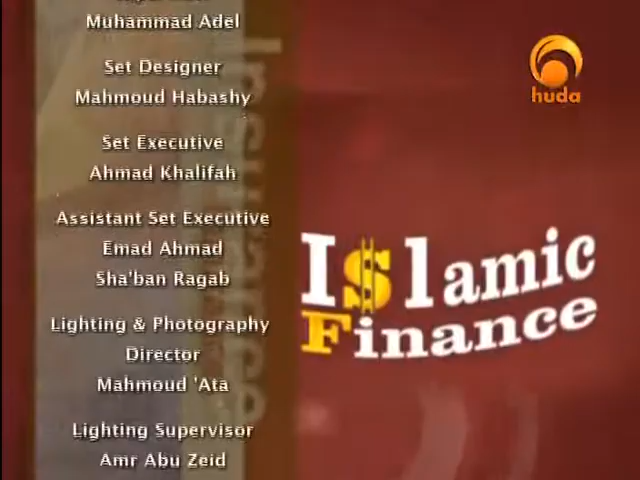 Muhammad Adel
Set Designer
Mahmoud Habashy
Set Executive
Ahmad Khalifah
Assistant Set Executive
Emad Ahmad
Sha'ban Ragab
Lighting & Photography
Director
Mahmoud 'Ata
Lighting Supervisor
Amr Abu Zeid
Insurance
huda
I$lamic
Finance